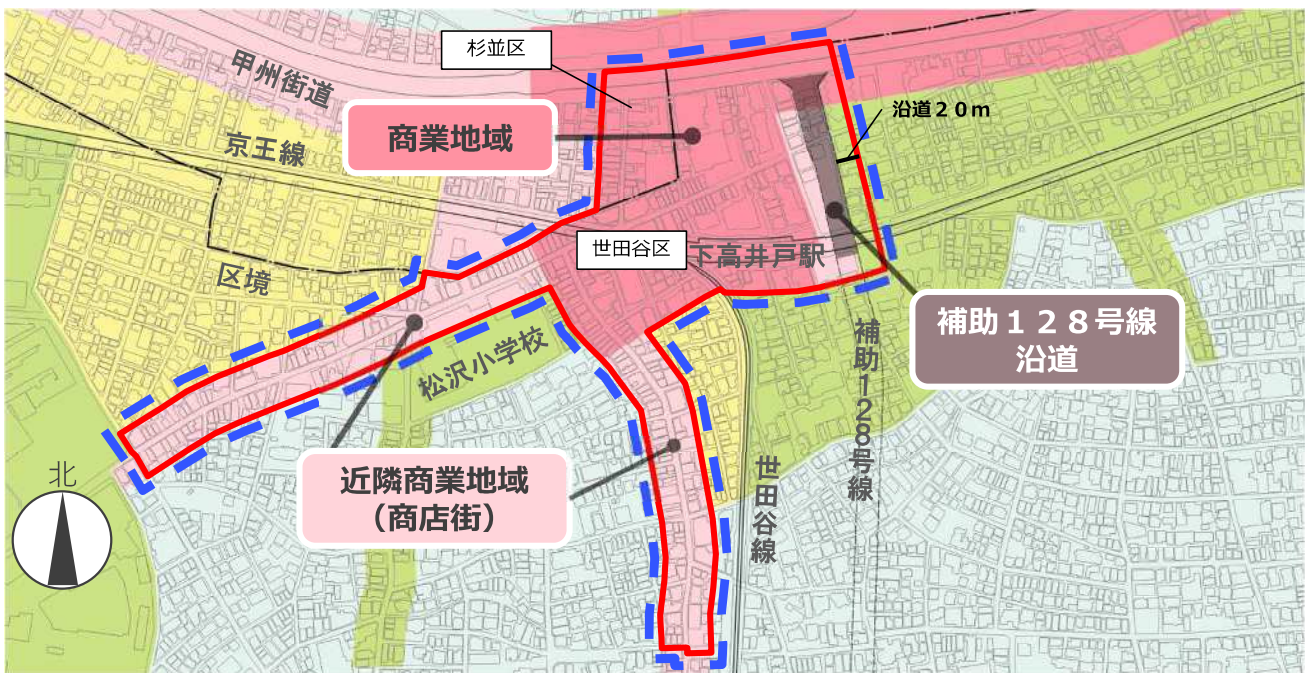 杉並区
甲州街道
商業地域
沿道20m
京王線
世田谷区
下高井戸駅
区境
補助128号線
沿道
松沢小学校
補助128号線
近隣商業地域
（商店街）
世田谷線
北